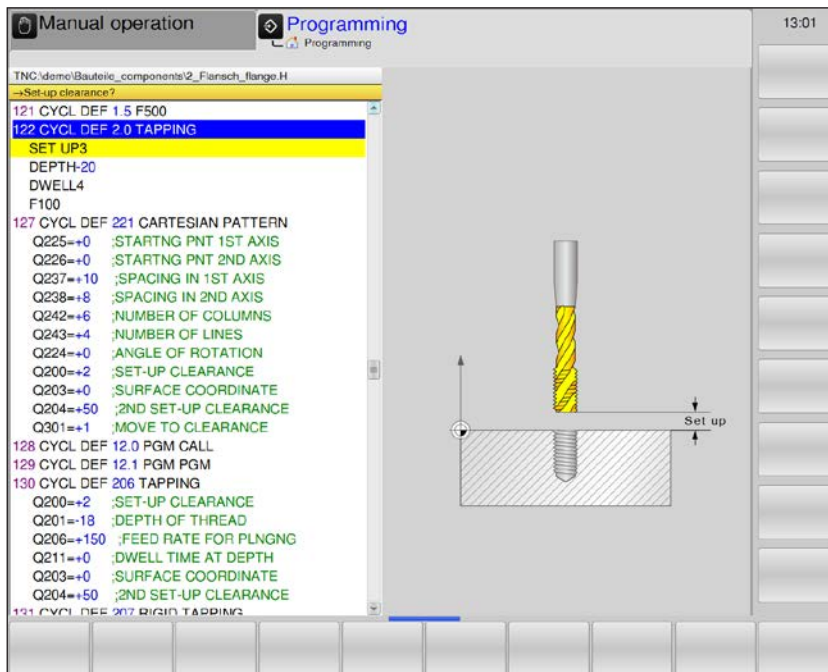 Manual operation
Programming
Programming
13:01
TNC:\demo\Bauteile_components\2_Flansch_flange.H
→Set-up clearance?
121 CYCL DEF 1.5 F500
122 CYCL DEF 2.0 TAPPING
SET UP3
DEPTH-20
DWELL4
F100
127 CYCL DEF 221 CARTESIAN PATTERN
Q225=+0 ;STARTNG PNT 1ST AXIS
Q226=+0 ;STARTNG PNT 2ND AXIS
Q237=+10 ;SPACING IN 1ST AXIS
Q238=+8 ;SPACING IN 2ND AXIS
Q242=+6 ;NUMBER OF COLUMNS
Q243=+4 ;NUMBER OF LINES
Q224=+0 ;ANGLE OF ROTATION
Q200=+2 ;SET-UP CLEARANCE
Q203=+0 ;SURFACE COORDINATE
Q204=+50 ;2ND SET-UP CLEARANCE
Q301=+1 ;MOVE TO CLEARANCE
128 CYCL DEF 12.0 PGM CALL
129 CYCL DEF 12.1 PGM PGM
130 CYCL DEF 206 TAPPING
Q200=+2 ;SET-UP CLEARANCE
Q201=-18 ;DEPTH OF THREAD
Q206=+150 ;FEED RATE FOR PLNGNG
Q211=+0 ;DWELL TIME AT DEPTH
Q203=+0 ;SURFACE COORDINATE
Q204=+50 ;2ND SET-UP CLEARANCE
131 CYCL DEF 207 RIGID TAPPING
Set up